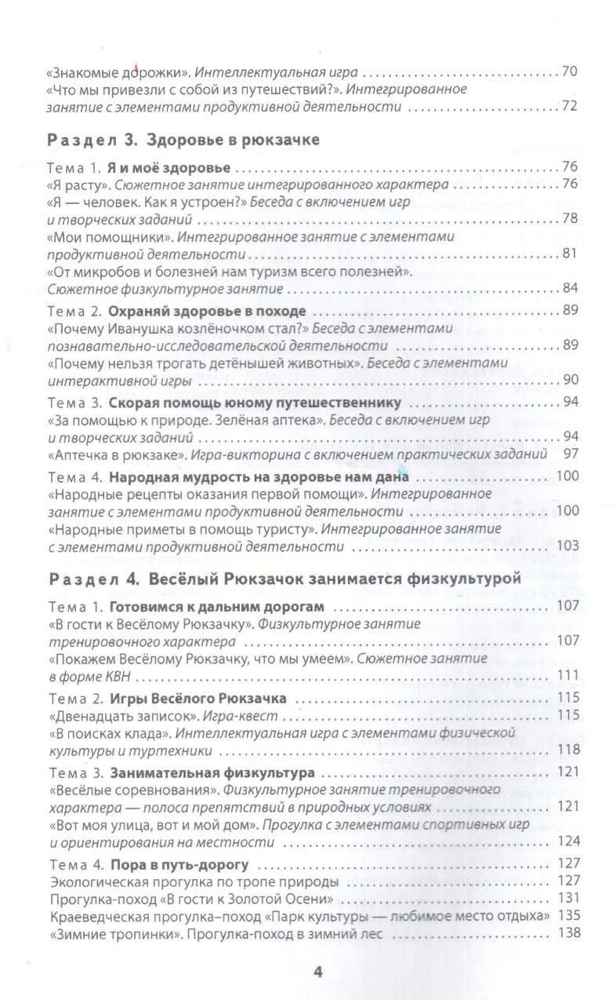 «Знакомые дорожки». Интеллектуальная игра ........ 70
«Что мы привезли с собой из путешествий?». Интегрированное
занятие с элементами продуктивной деятельности ........ 72
Раздел 3. Здоровье в рюкзачке
Тема 1. Я и моё здоровье ........ 76
«Я расту». Сюжетное занятие интегрированного характера ........ 76
«Я — человек. Как я устроен?» Беседа с включением игр
и творческих заданий ........ 78
«Мои помощники». Интегрированное занятие с элементами
продуктивной деятельности ........ 81
«От микробов и болезней нам туризм всего полезней».
Сюжетное физкультурное занятие ........ 84
Тема 2. Охраняй здоровье в походе ........ 89
«Почему Иванушка козлёночком стал?» Беседа с элементами
познавательно-исследовательской деятельности ........ 89
«Почему нельзя трогать детёнышей животных». Беседа с элементами
интерактивной игры ........ 90
Тема 3. Скорая помощь юному путешественнику ........ 94
«За помощью к природе. Зелёная аптека». Беседа с включением игр
и творческих заданий ........ 94
«Аптечка в рюкзаке». Игра-викторина с включением практических заданий 97
Тема 4. Народная мудрость на здоровье нам дана ........ 100
«Народные рецепты оказания первой помощи». Интегрированное
занятие с элементами продуктивной деятельности ........ 100
«Народные приметы в помощь туристу». Интегрированное занятие
с элементами продуктивной деятельности ........ 103
Раздел 4. Весёлый Рюкзачок занимается физкультурой
Тема 1. Готовимся к дальним дорогам ........ 107
«В гости к Весёлому Рюкзачку». Физкультурное занятие
тренировочного характера ........ 107
«Покажем Весёлому Рюкзачку, что мы умеем». Сюжетное занятие
в форме КВН ........ 111
Тема 2. Игры Весёлого Рюкзачка ........ 115
«Двенадцать записок». Игра-квест ........ 115
«В поисках клада». Интеллектуальная игра с элементами физической
культуры и туртехники ........ 118
Тема 3. Занимательная физкультура ........ 121
«Весёлые соревнования». Физкультурное занятие тренировочного
характера — полоса препятствий в природных условиях ........ 121
«Вот моя улица, вот и мой дом». Прогулка с элементами спортивных игр
и ориентирования на местности ........ 124
Тема 4. Пора в путь-дорогу ........ 127
Экологическая прогулка по тропе природы ........ 127
Прогулка-поход «В гости к Золотой Осени» ........ 131
Краеведческая прогулка–поход «Парк культуры — любимое место отдыха» 135
«Зимние тропинки». Прогулка-поход в зимний лес ........ 138
4